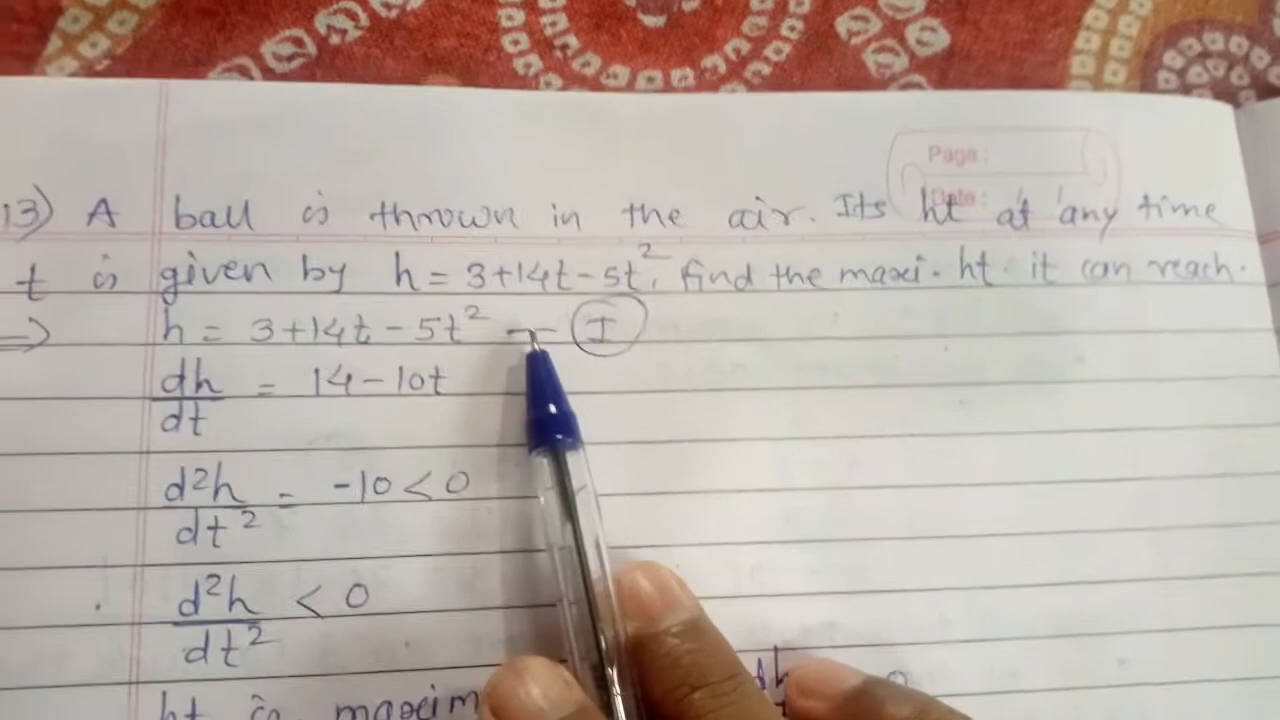 Page :
Date :
13) A ball is thrown in the air. Its ht at any time
t is given by h = 3+14t-5t², find the maxi. ht. it can reach.
⇒ h = 3+14t - 5t² — I
dh/dt = 14-10t
d²h/dt² = -10 < 0
d²h/dt² < 0
ht is maxim